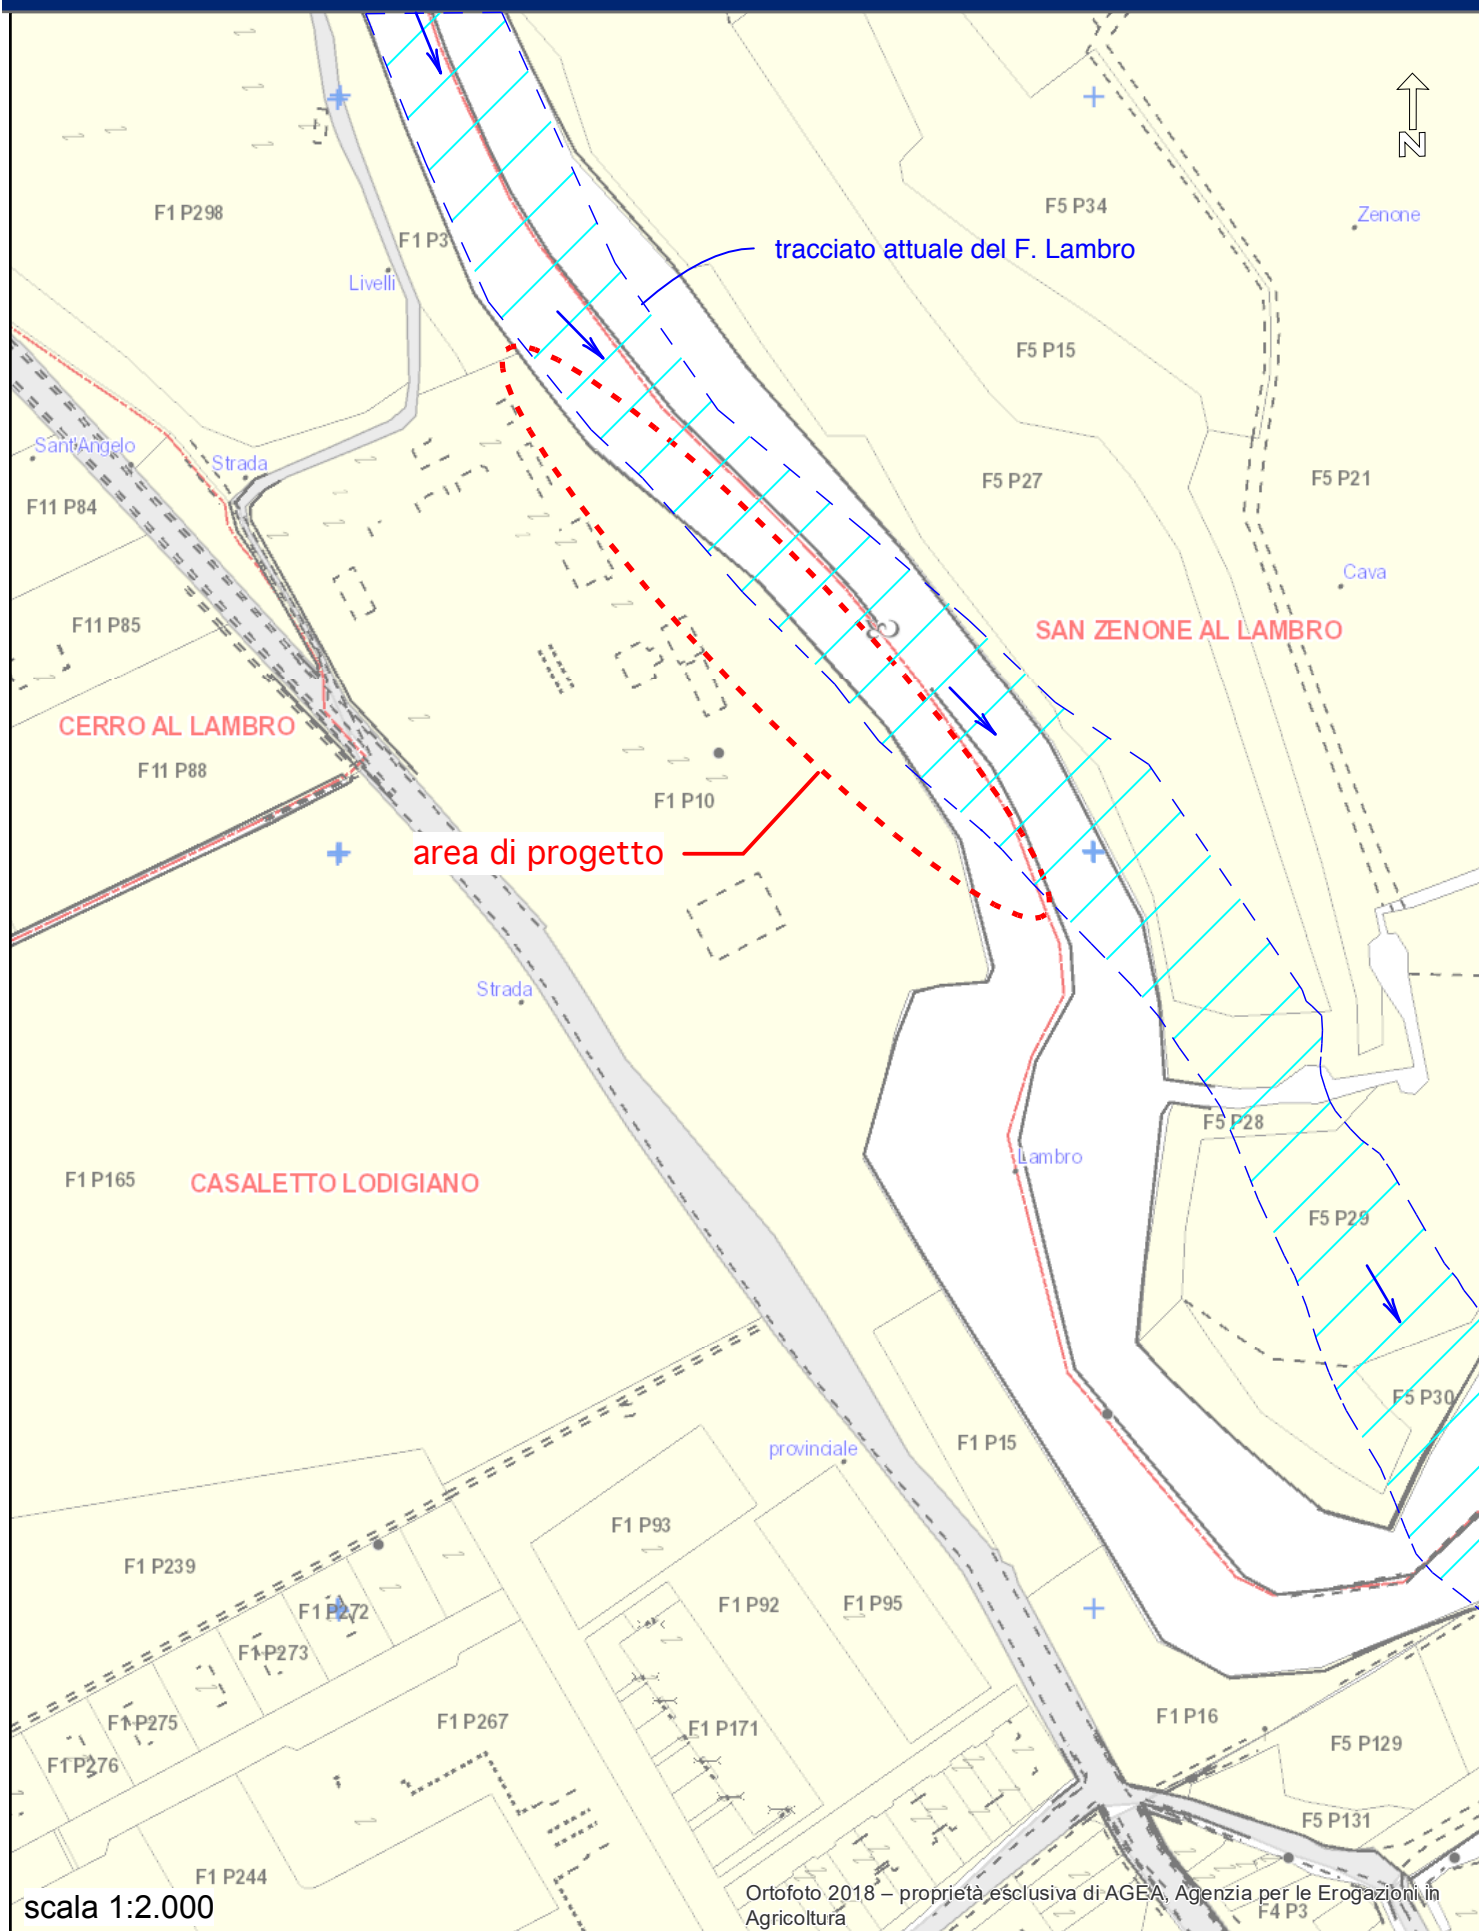 N
F1 P298
F5 P34
Zenone
F1 P3
tracciato attuale del F. Lambro
Livelli
F5 P15
Sant'Angelo
Strada
F5 P27
F5 P21
F11 P84
Cava
F11 P85
SAN ZENONE AL LAMBRO
CERRO AL LAMBRO
F11 P88
F1 P10
area di progetto
Strada
F5 P28
Lambro
F1 P165
CASALETTO LODIGIANO
F5 P29
F5 P30
provinciale
F1 P15
F1 P93
F1 P239
F1 P272
F1 P92
F1 P95
F1 P273
F1 P275
F1 P267
F1 P171
F1 P16
F5 P129
F1 P276
F5 P131
F1 P244
scala 1:2.000
Ortofoto 2018 – proprietà esclusiva di AGEA, Agenzia per le Erogazioni in
Agricoltura
F4 P3